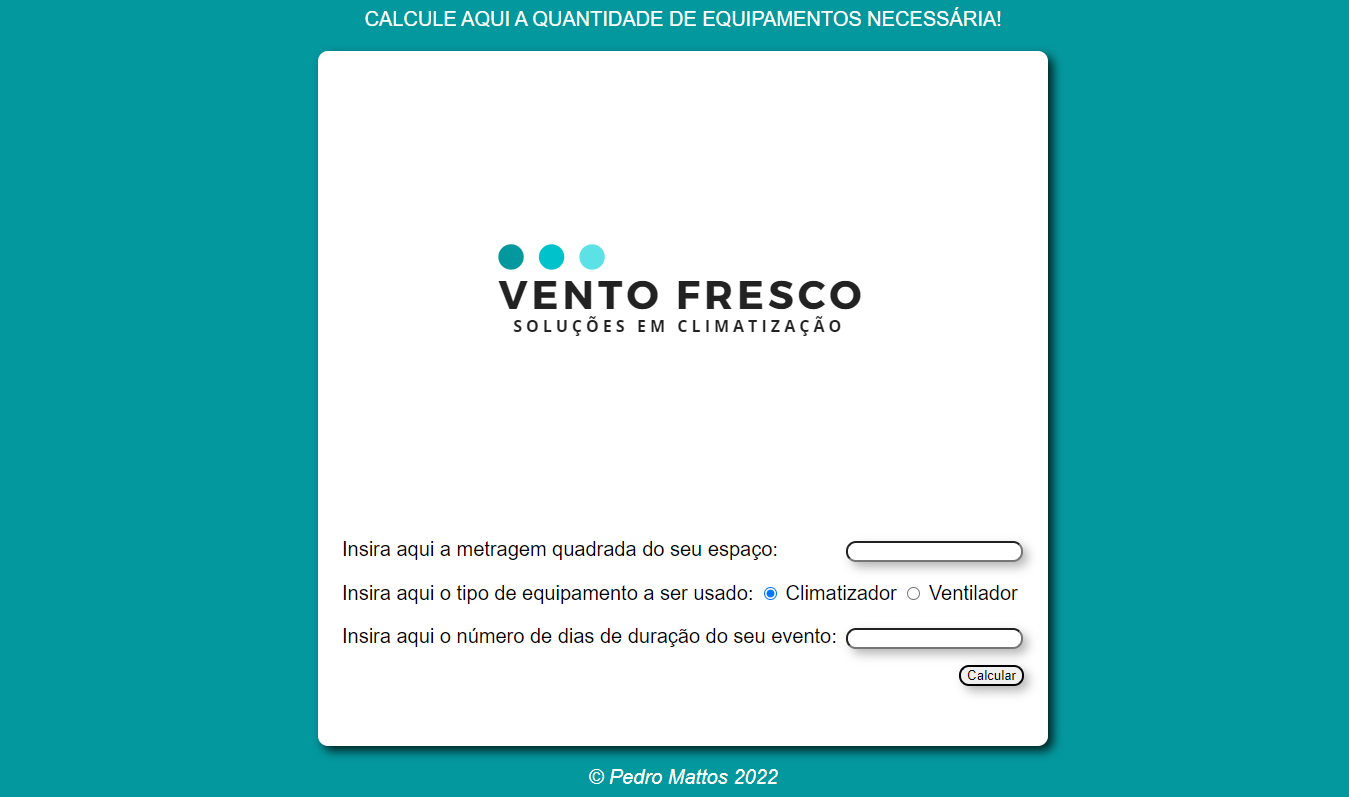 CALCULE AQUI A QUANTIDADE DE EQUIPAMENTOS NECESSÁRIA!
VENTO FRESCO
SOLUÇÕES EM CLIMATIZAÇÃO
Insira aqui a metragem quadrada do seu espaço:
Insira aqui o tipo de equipamento a ser usado: Climatizador Ventilador
Insira aqui o número de dias de duração do seu evento:
Calcular
© Pedro Mattos 2022